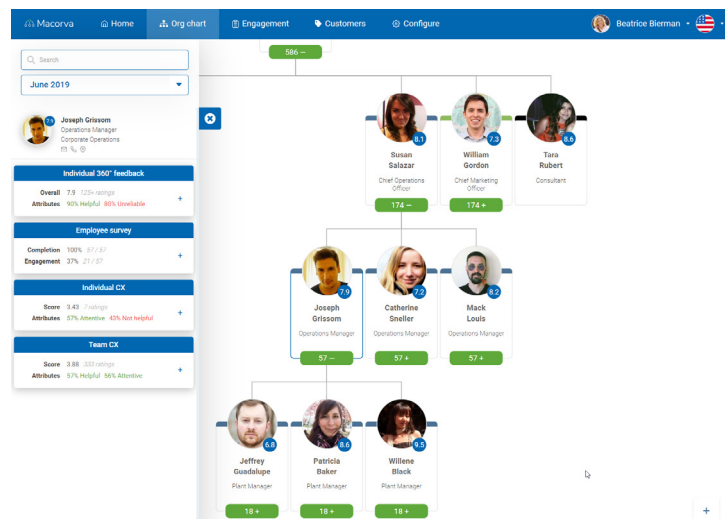 Macorva Home Org chart Engagement Customers Configure Beatrice Bierman
Search
June 2019
7.9
Joseph Grissom
Operations Manager
Corporate Operations
Individual 360° feedback
Overall 7.9 125+ ratings
Attributes 90% Helpful 80% Unreliable
+
Employee survey
Completion 100% 57 / 57
Engagement 37% 21 / 57
+
Individual CX
Score 3.43 7 ratings
Attributes 57% Attentive 43% Not helpful
+
Team CX
Score 3.88 333 ratings
Attributes 57% Helpful 56% Attentive
+
586 —
8.1 7.3 8.6
Susan Salazar
Chief Operations Officer
174 —
William Gordon
Chief Marketing Officer
174 +
Tara Rubert
Consultant
7.9 7.2 8.2
Joseph Grissom
Operations Manager
57 —
Catherine Sneller
Operations Manager
57 +
Mack Louis
Operations Manager
57 +
6.8 8.6 9.5
Jeffrey Guadalupe
Plant Manager
18 +
Patricia Baker
Plant Manager
18 +
Willene Black
Plant Manager
18 +
+